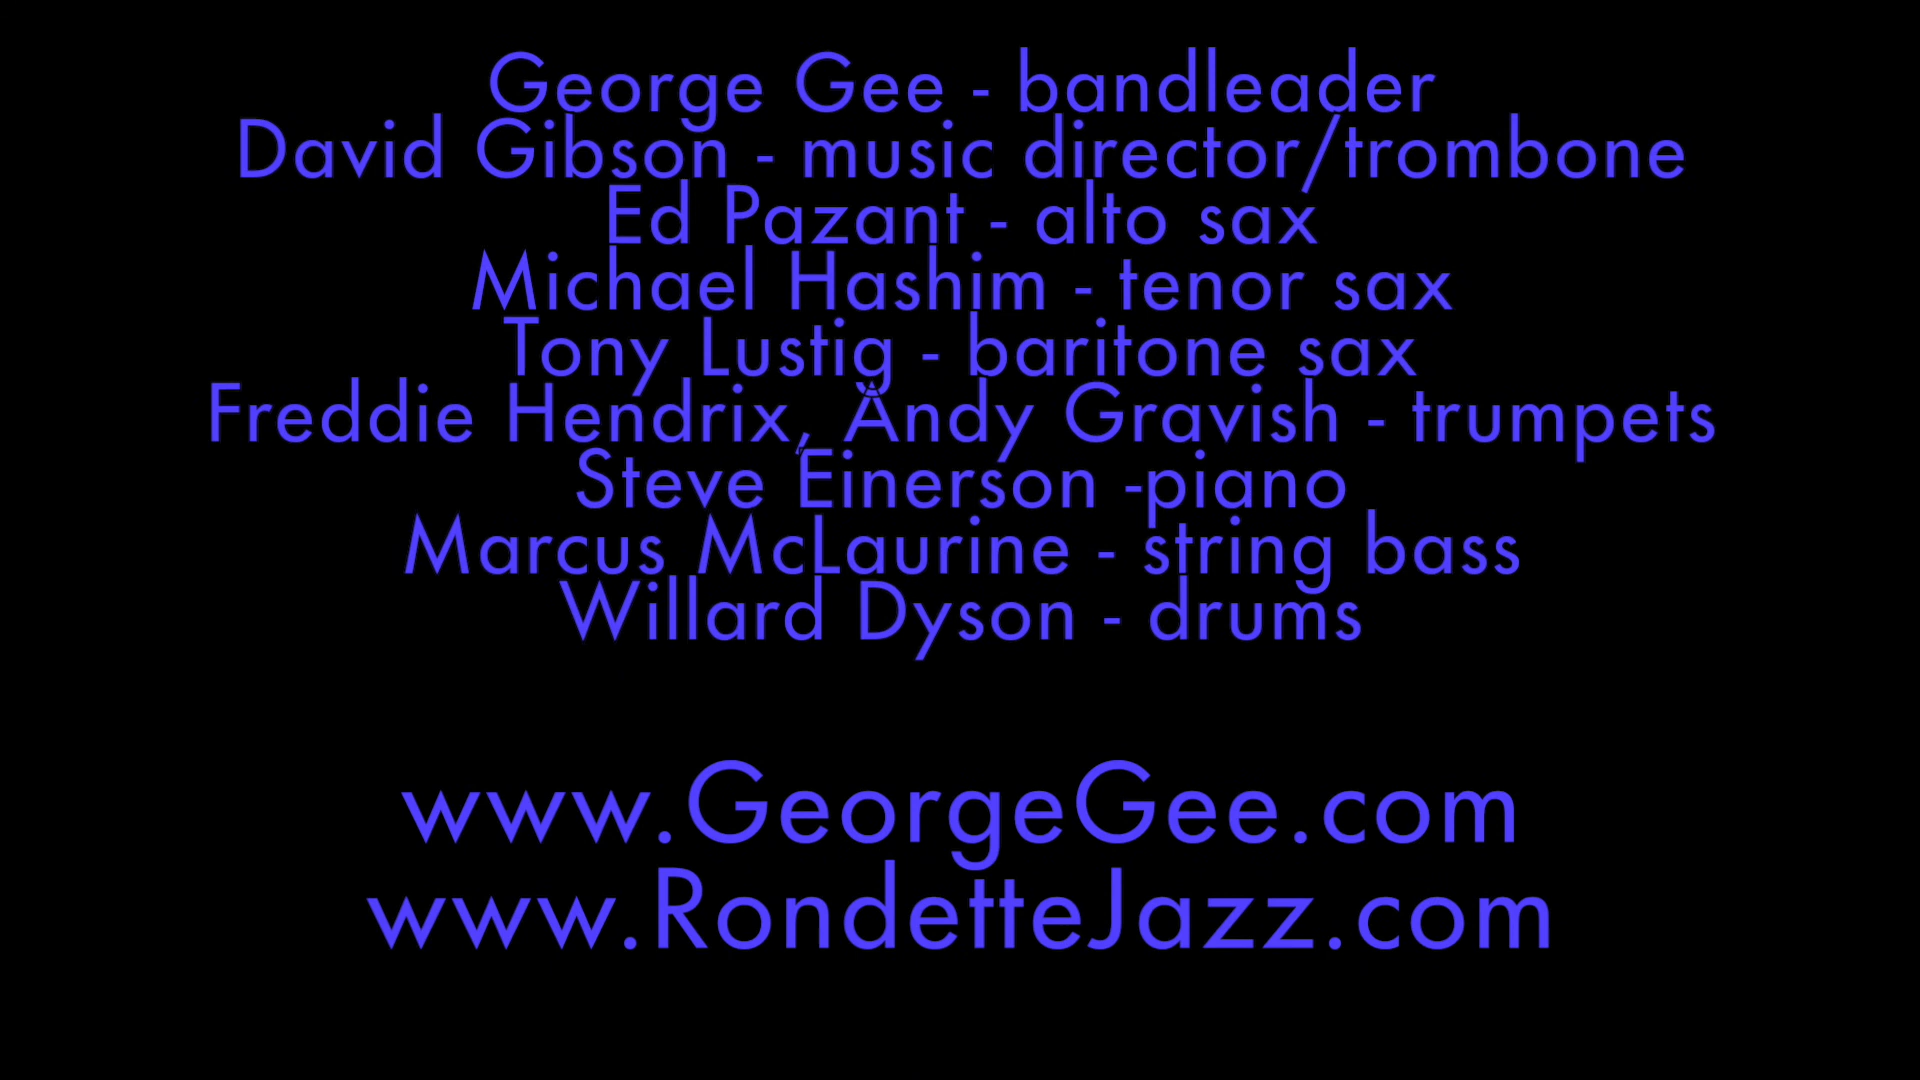 George Gee - bandleader
David Gibson - music director/trombone
Ed Pazant - alto sax
Michael Hashim - tenor sax
Tony Lustig - baritone sax
Freddie Hendrix, Andy Gravish - trumpets
Steve Einerson -piano
Marcus McLaurine - string bass
Willard Dyson - drums
www.GeorgeGee.com
www.RondetteJazz.com